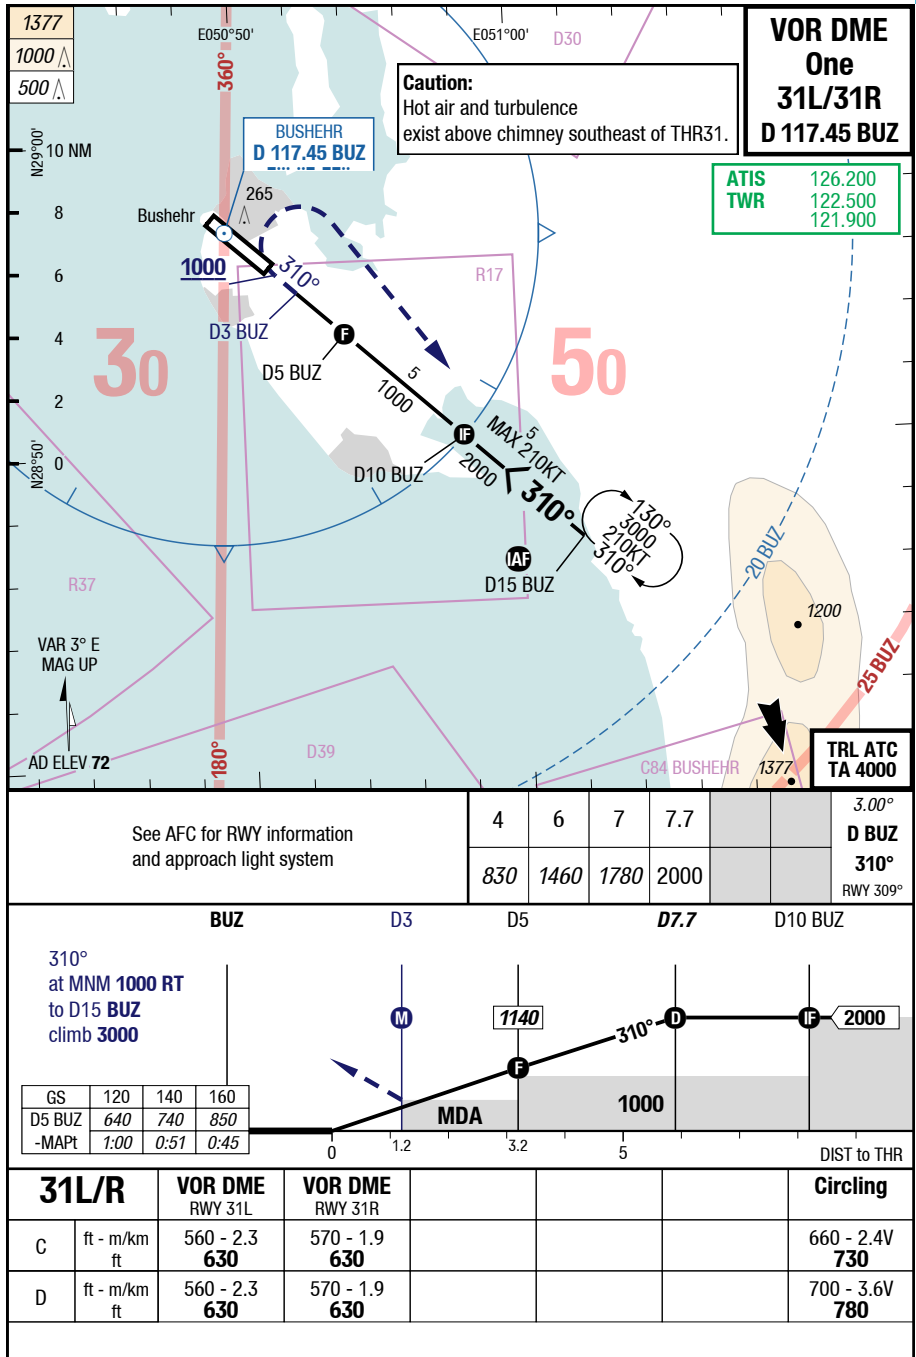 1377
1000
500
E050°50'
E051°00'
D30
VOR DME
One
31L/31R
D 117.45 BUZ
360°
Caution:
Hot air and turbulence
exist above chimney southeast of THR31.
BUSHEHR
D 117.45 BUZ
N29°00'
10 NM
ATIS 126.200
TWR 122.500
121.900
265
8
Bushehr
6
1000
310°
R17
D3 BUZ
F
4
30
50
D5 BUZ
5
1000
2
IF
5
MAX 210KT
N28°50'
0
D10 BUZ
2000
310°
130°
3000
210KT
310°
IAF
D15 BUZ
20 BUZ
R37
1200
VAR 3° E
MAG UP
25 BUZ
AD ELEV 72
180°
D39
C84 BUSHEHR
1377
TRL ATC
TA 4000
See AFC for RWY information
and approach light system
4 6 7 7.7
830 1460 1780 2000
3.00°
D BUZ
310°
RWY 309°
BUZ D3 D5 D7.7 D10 BUZ
310°
at MNM 1000 RT
to D15 BUZ
climb 3000
M
1140
310°
D
IF
2000
F
MDA
1000
GS 120 140 160
D5 BUZ 640 740 850
-MAPt 1:00 0:51 0:45
0 1.2 3.2 5 DIST to THR
31L/R
VOR DME
RWY 31L
VOR DME
RWY 31R
Circling
C ft - m/km 560 - 2.3 570 - 1.9 660 - 2.4V
ft 630 630 730
D ft - m/km 560 - 2.3 570 - 1.9 700 - 3.6V
ft 630 630 780